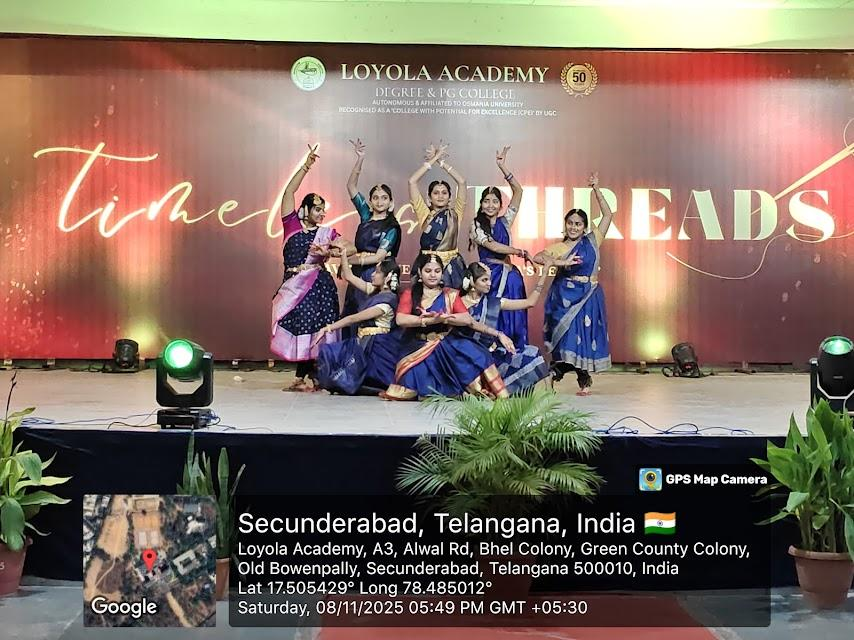 LOYOLA ACADEMY
50
DEGREE & PG COLLEGE
AUTONOMOUS & AFFILIATED TO OSMANIA UNIVERSITY
RECOGNISED AS A 'COLLEGE WITH POTENTIAL FOR EXCELLENCE (CPE)' BY UGC
THREADS
GPS Map Camera
Secunderabad, Telangana, India
Loyola Academy, A3, Alwal Rd, Bhel Colony, Green County Colony,
Old Bowenpally, Secunderabad, Telangana 500010, India
Lat 17.505429° Long 78.485012°
Saturday, 08/11/2025 05:49 PM GMT +05:30
Google